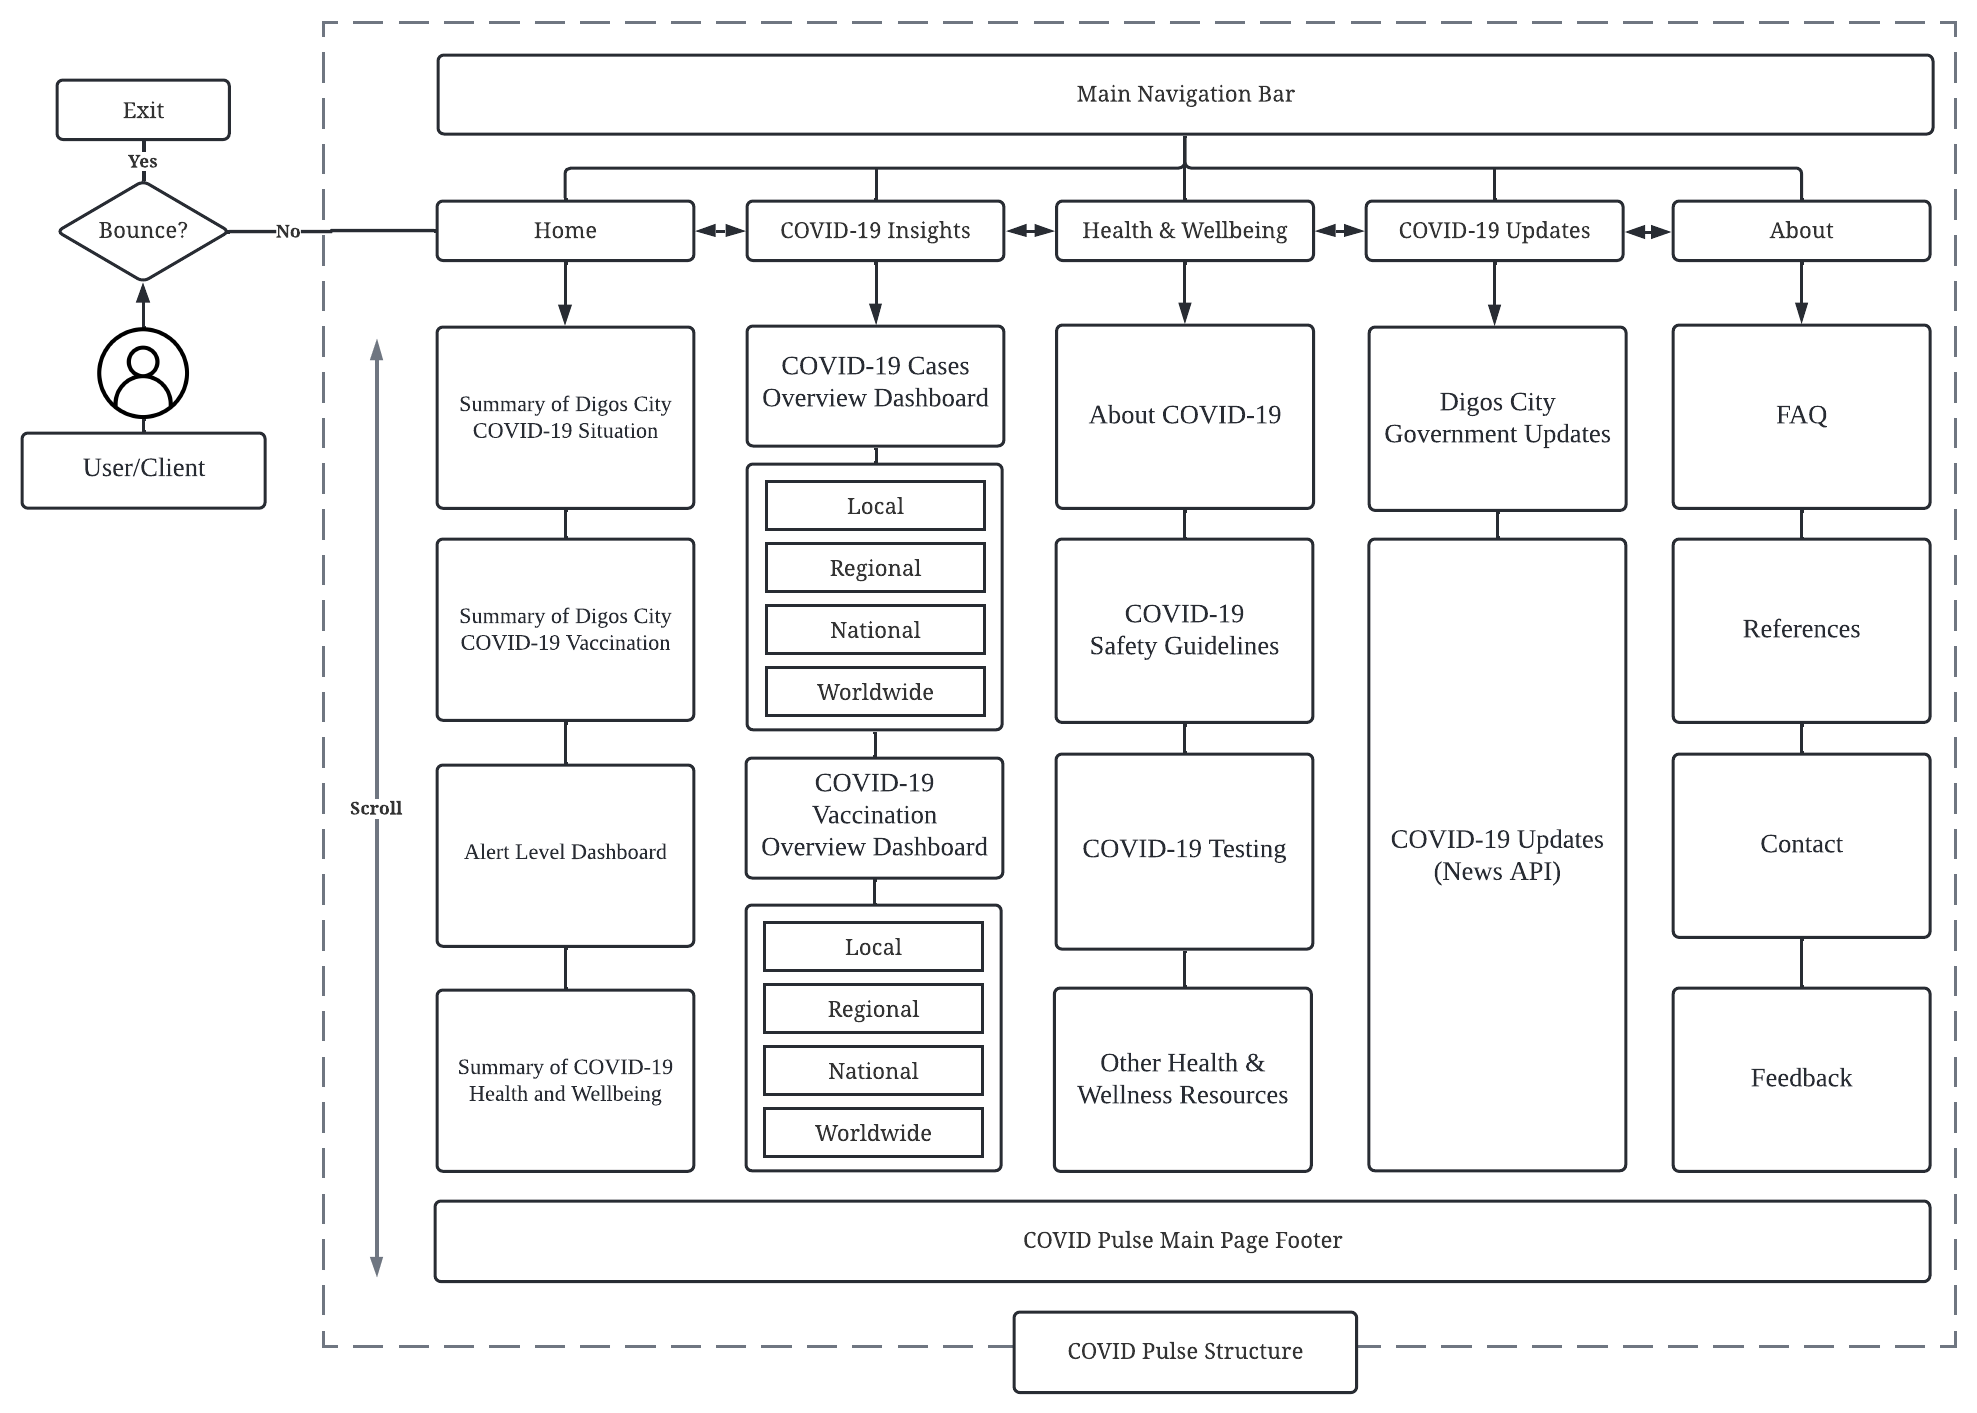 Main Navigation Bar
Exit
Yes
Bounce?
No
User/Client
Home
COVID-19 Insights
Health & Wellbeing
COVID-19 Updates
About
Scroll
Summary of Digos City
COVID-19 Situation
Summary of Digos City
COVID-19 Vaccination
Alert Level Dashboard
Summary of COVID-19
Health and Wellbeing
COVID-19 Cases
Overview Dashboard
Local
Regional
National
Worldwide
COVID-19
Vaccination
Overview Dashboard
Local
Regional
National
Worldwide
About COVID-19
COVID-19
Safety Guidelines
COVID-19 Testing
Other Health &
Wellness Resources
Digos City
Government Updates
COVID-19 Updates
(News API)
FAQ
References
Contact
Feedback
COVID Pulse Main Page Footer
COVID Pulse Structure